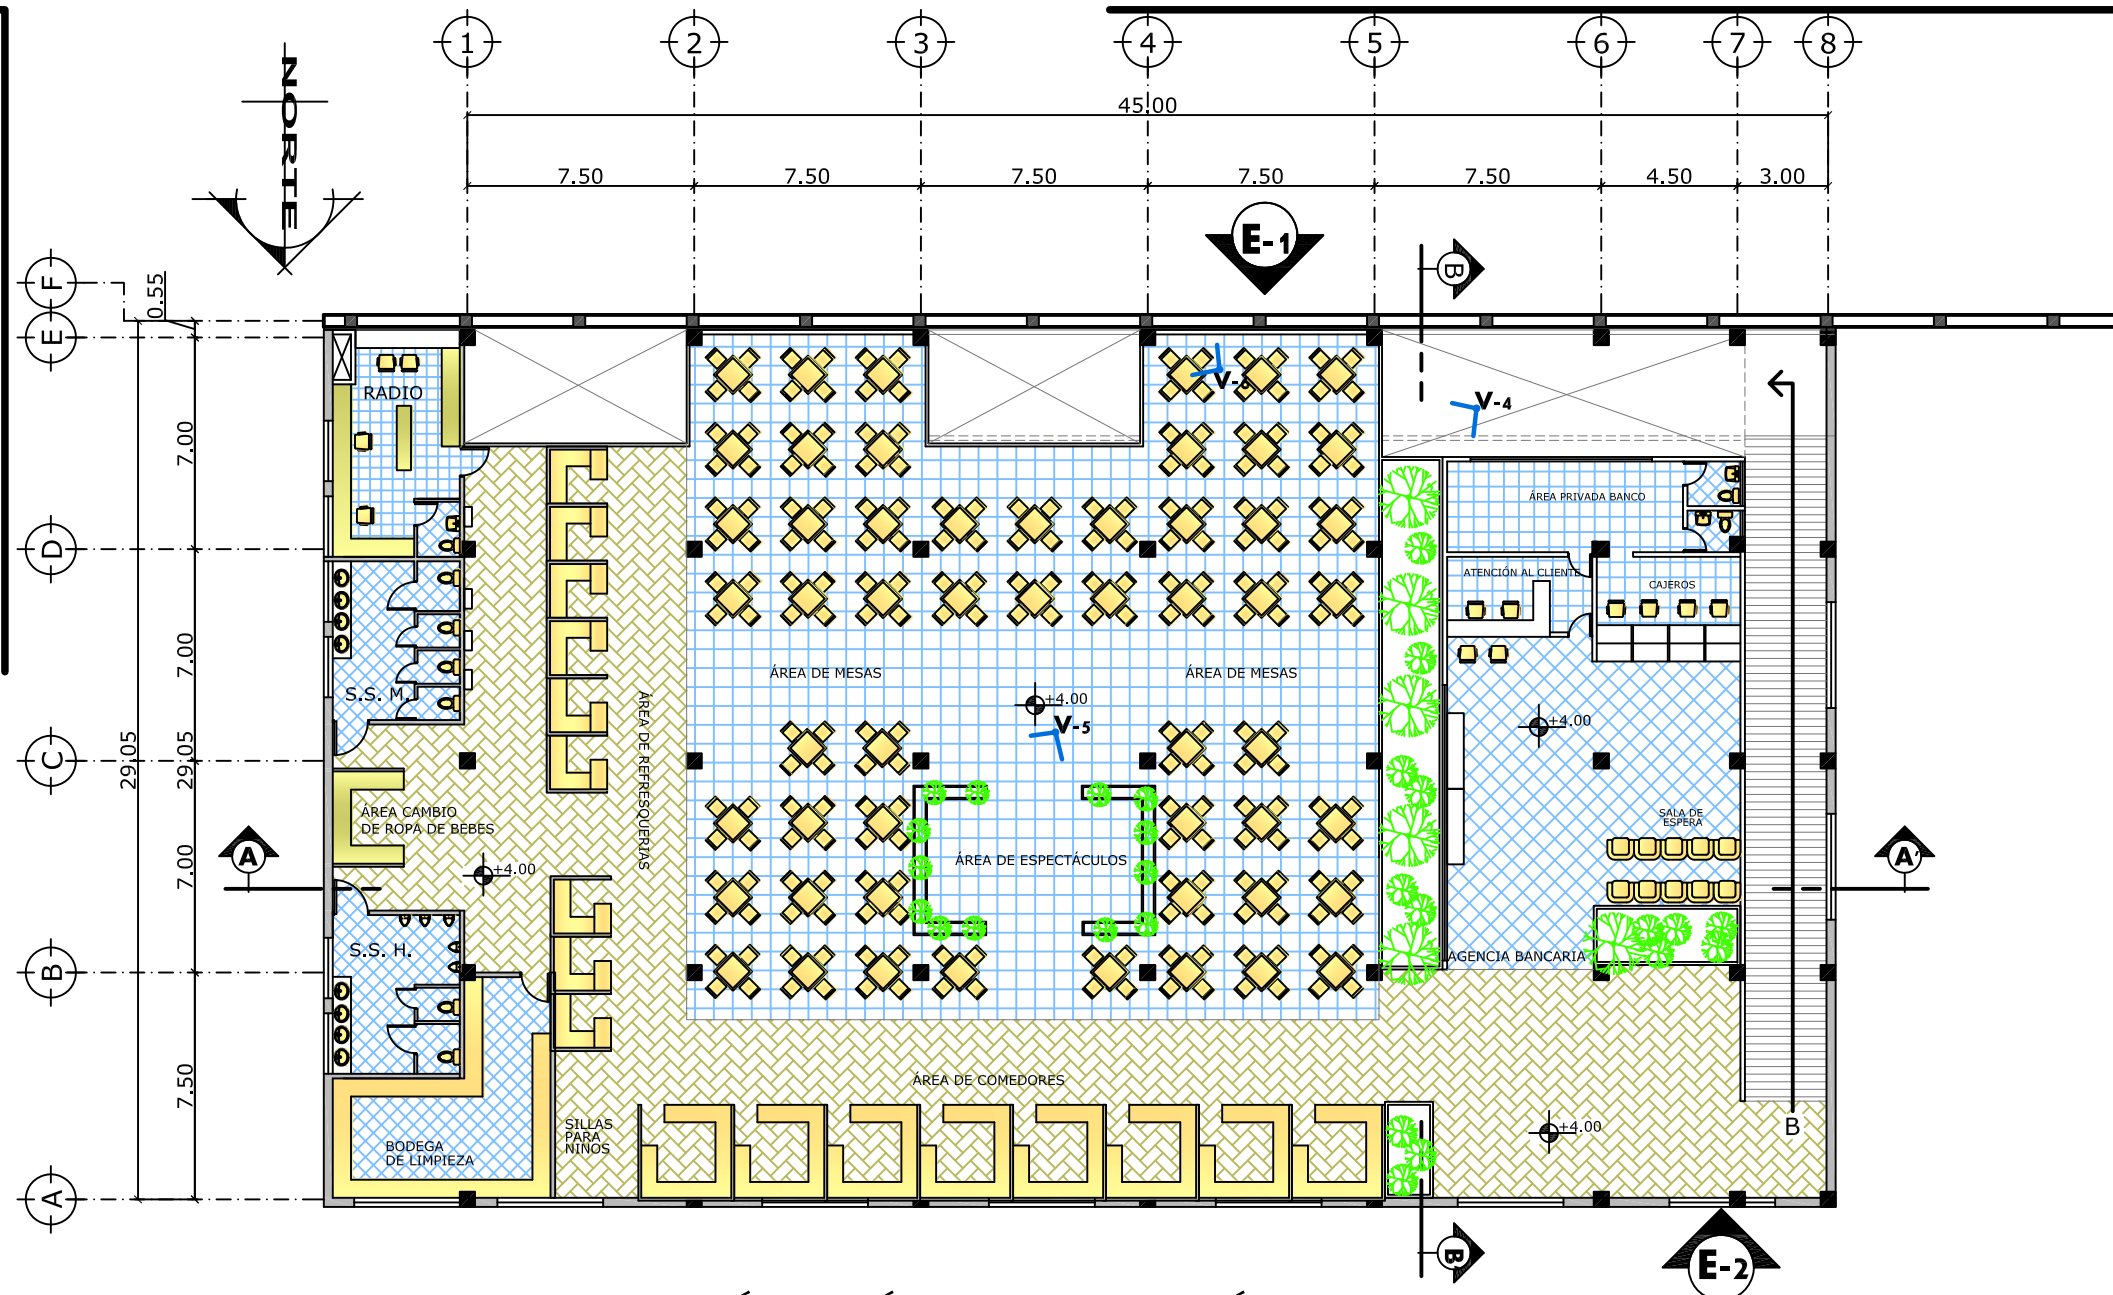 1 2 3 4 5 6 7 8
NORTE
45.00
7.50 7.50 7.50 7.50 7.50 4.50 3.00
E-1
B
F
0.55
E
RADIO
V-4
7.00
ÁREA PRIVADA BANCO
D
ATENCIÓN AL CLIENTE
CAJEROS
7.00
S.S. M.
ÁREA DE MESAS
ÁREA DE MESAS
ÁREA DE REFRESQUERIAS
+4.00
V-5
+4.00
C
29.05
29.05
ÁREA CAMBIO
DE ROPA DE BEBES
SALA DE
ESPERA
A
ÁREA DE ESPECTÁCULOS
A'
7.00
+4.00
S.S. H.
B
AGENCIA BANCARIA
7.50
ÁREA DE COMEDORES
SILLAS
PARA
NIÑOS
+4.00
B
BODEGA
DE LIMPIEZA
A
B
E-2